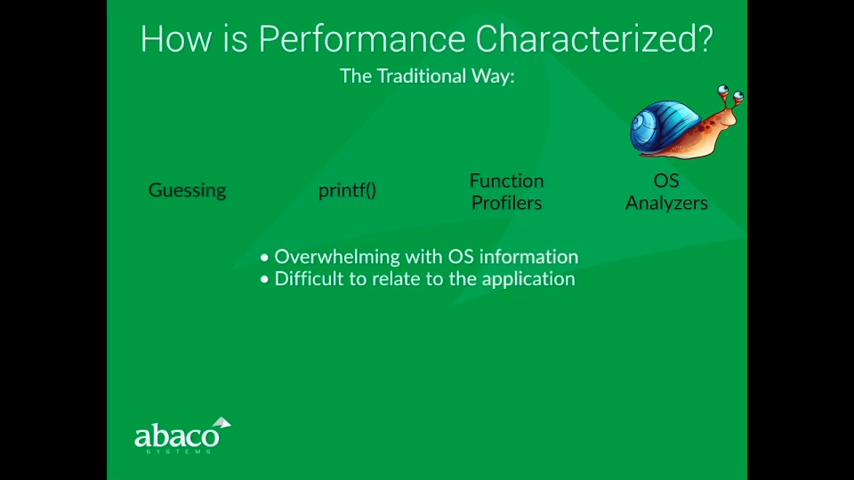 How is Performance Characterized?
The Traditional Way:
Guessing
printf()
Function
Profilers
OS
Analyzers
• Overwhelming with OS information
• Difficult to relate to the application
abaco
SYSTEMS